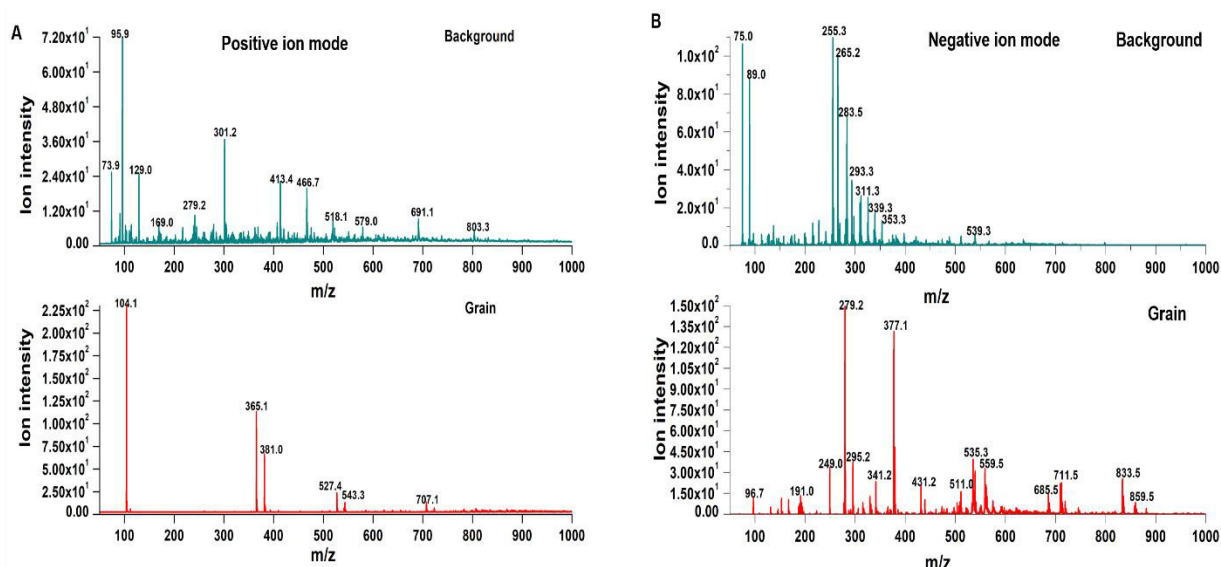 A
Positive ion mode
Background
Ion intensity
7.20x10¹
5.80x10¹
3.60x10¹
2.40x10¹
1.20x10¹
0.00
95.9
73.9
129.0
169.0
279.2
301.2
413.4
466.7
518.1
579.0
691.1
803.3
100 200 300 400 500 600 700 800 900 1000
m/z
Grain
Ion intensity
2.25x10²
2.00x10²
1.75x10²
1.50x10²
1.25x10²
1.00x10²
7.50x10¹
5.00x10¹
2.50x10¹
0.00
104.1
365.1
381.0
527.4
543.3
707.1
100 200 300 400 500 600 700 800 900 1000
m/z
B
Negative ion mode
Background
Ion intensity
1.0x10²
8.0x10¹
6.0x10¹
4.0x10¹
2.0x10¹
0.0
75.0
89.0
255.3
265.2
283.5
293.3
311.3
339.3
353.3
539.3
100 200 300 400 500 600 700 800 900 1000
m/z
Grain
Ion intensity
1.50x10²
1.35x10²
1.20x10²
1.05x10²
9.00x10¹
7.50x10¹
6.00x10¹
4.50x10¹
3.00x10¹
1.50x10¹
0.00
96.7
191.0
249.0
279.2
295.2
341.2
377.1
431.2
511.0
535.3
559.5
685.5
711.5
833.5
859.5
100 200 300 400 500 600 700 800 900 1000
m/z